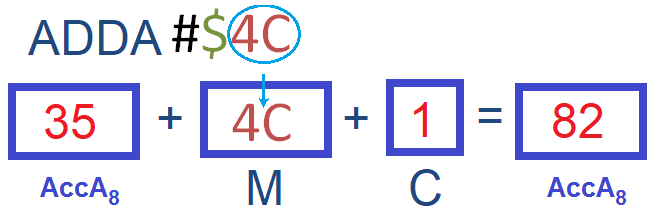 ADDA #$4C
35 + 4C + 1 = 82
AccA₈ M C AccA₈